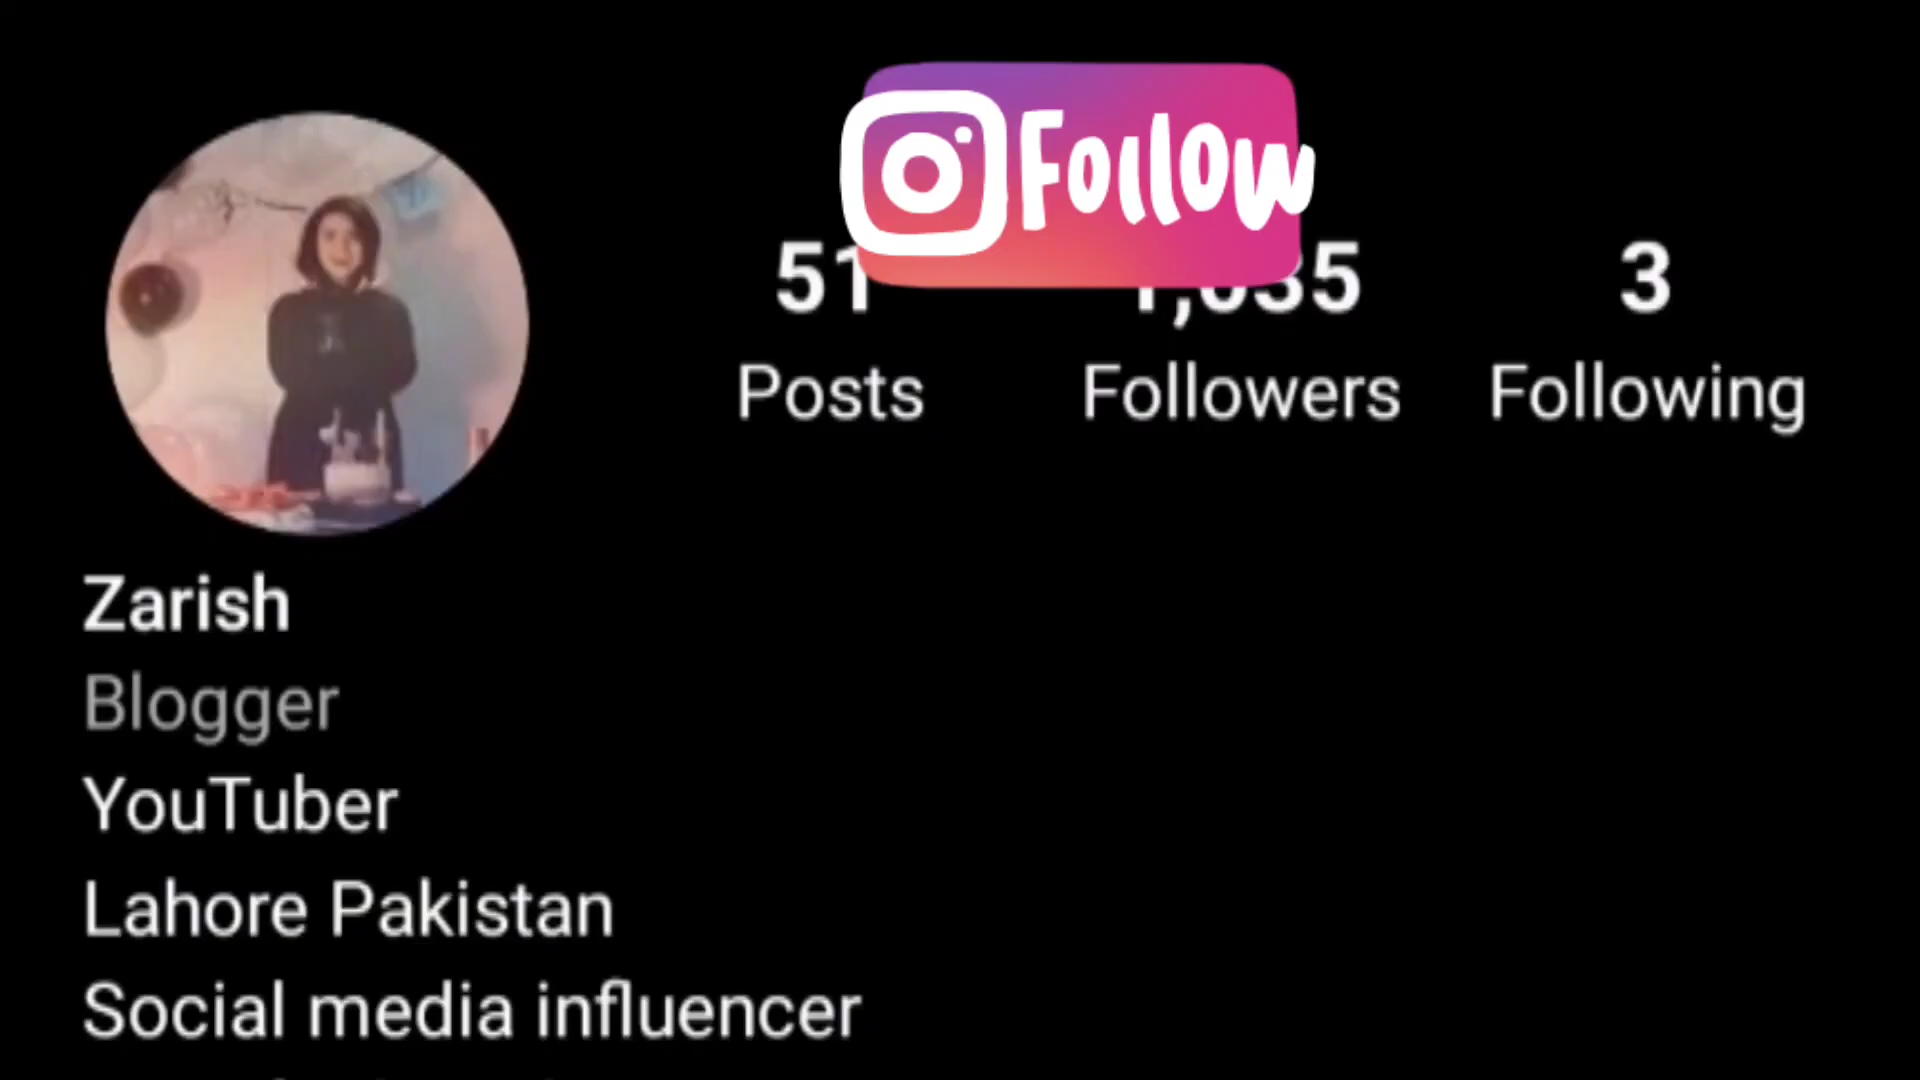 Follow
51 3
Posts Followers Following
Zarish
Blogger
YouTuber
Lahore Pakistan
Social media influencer